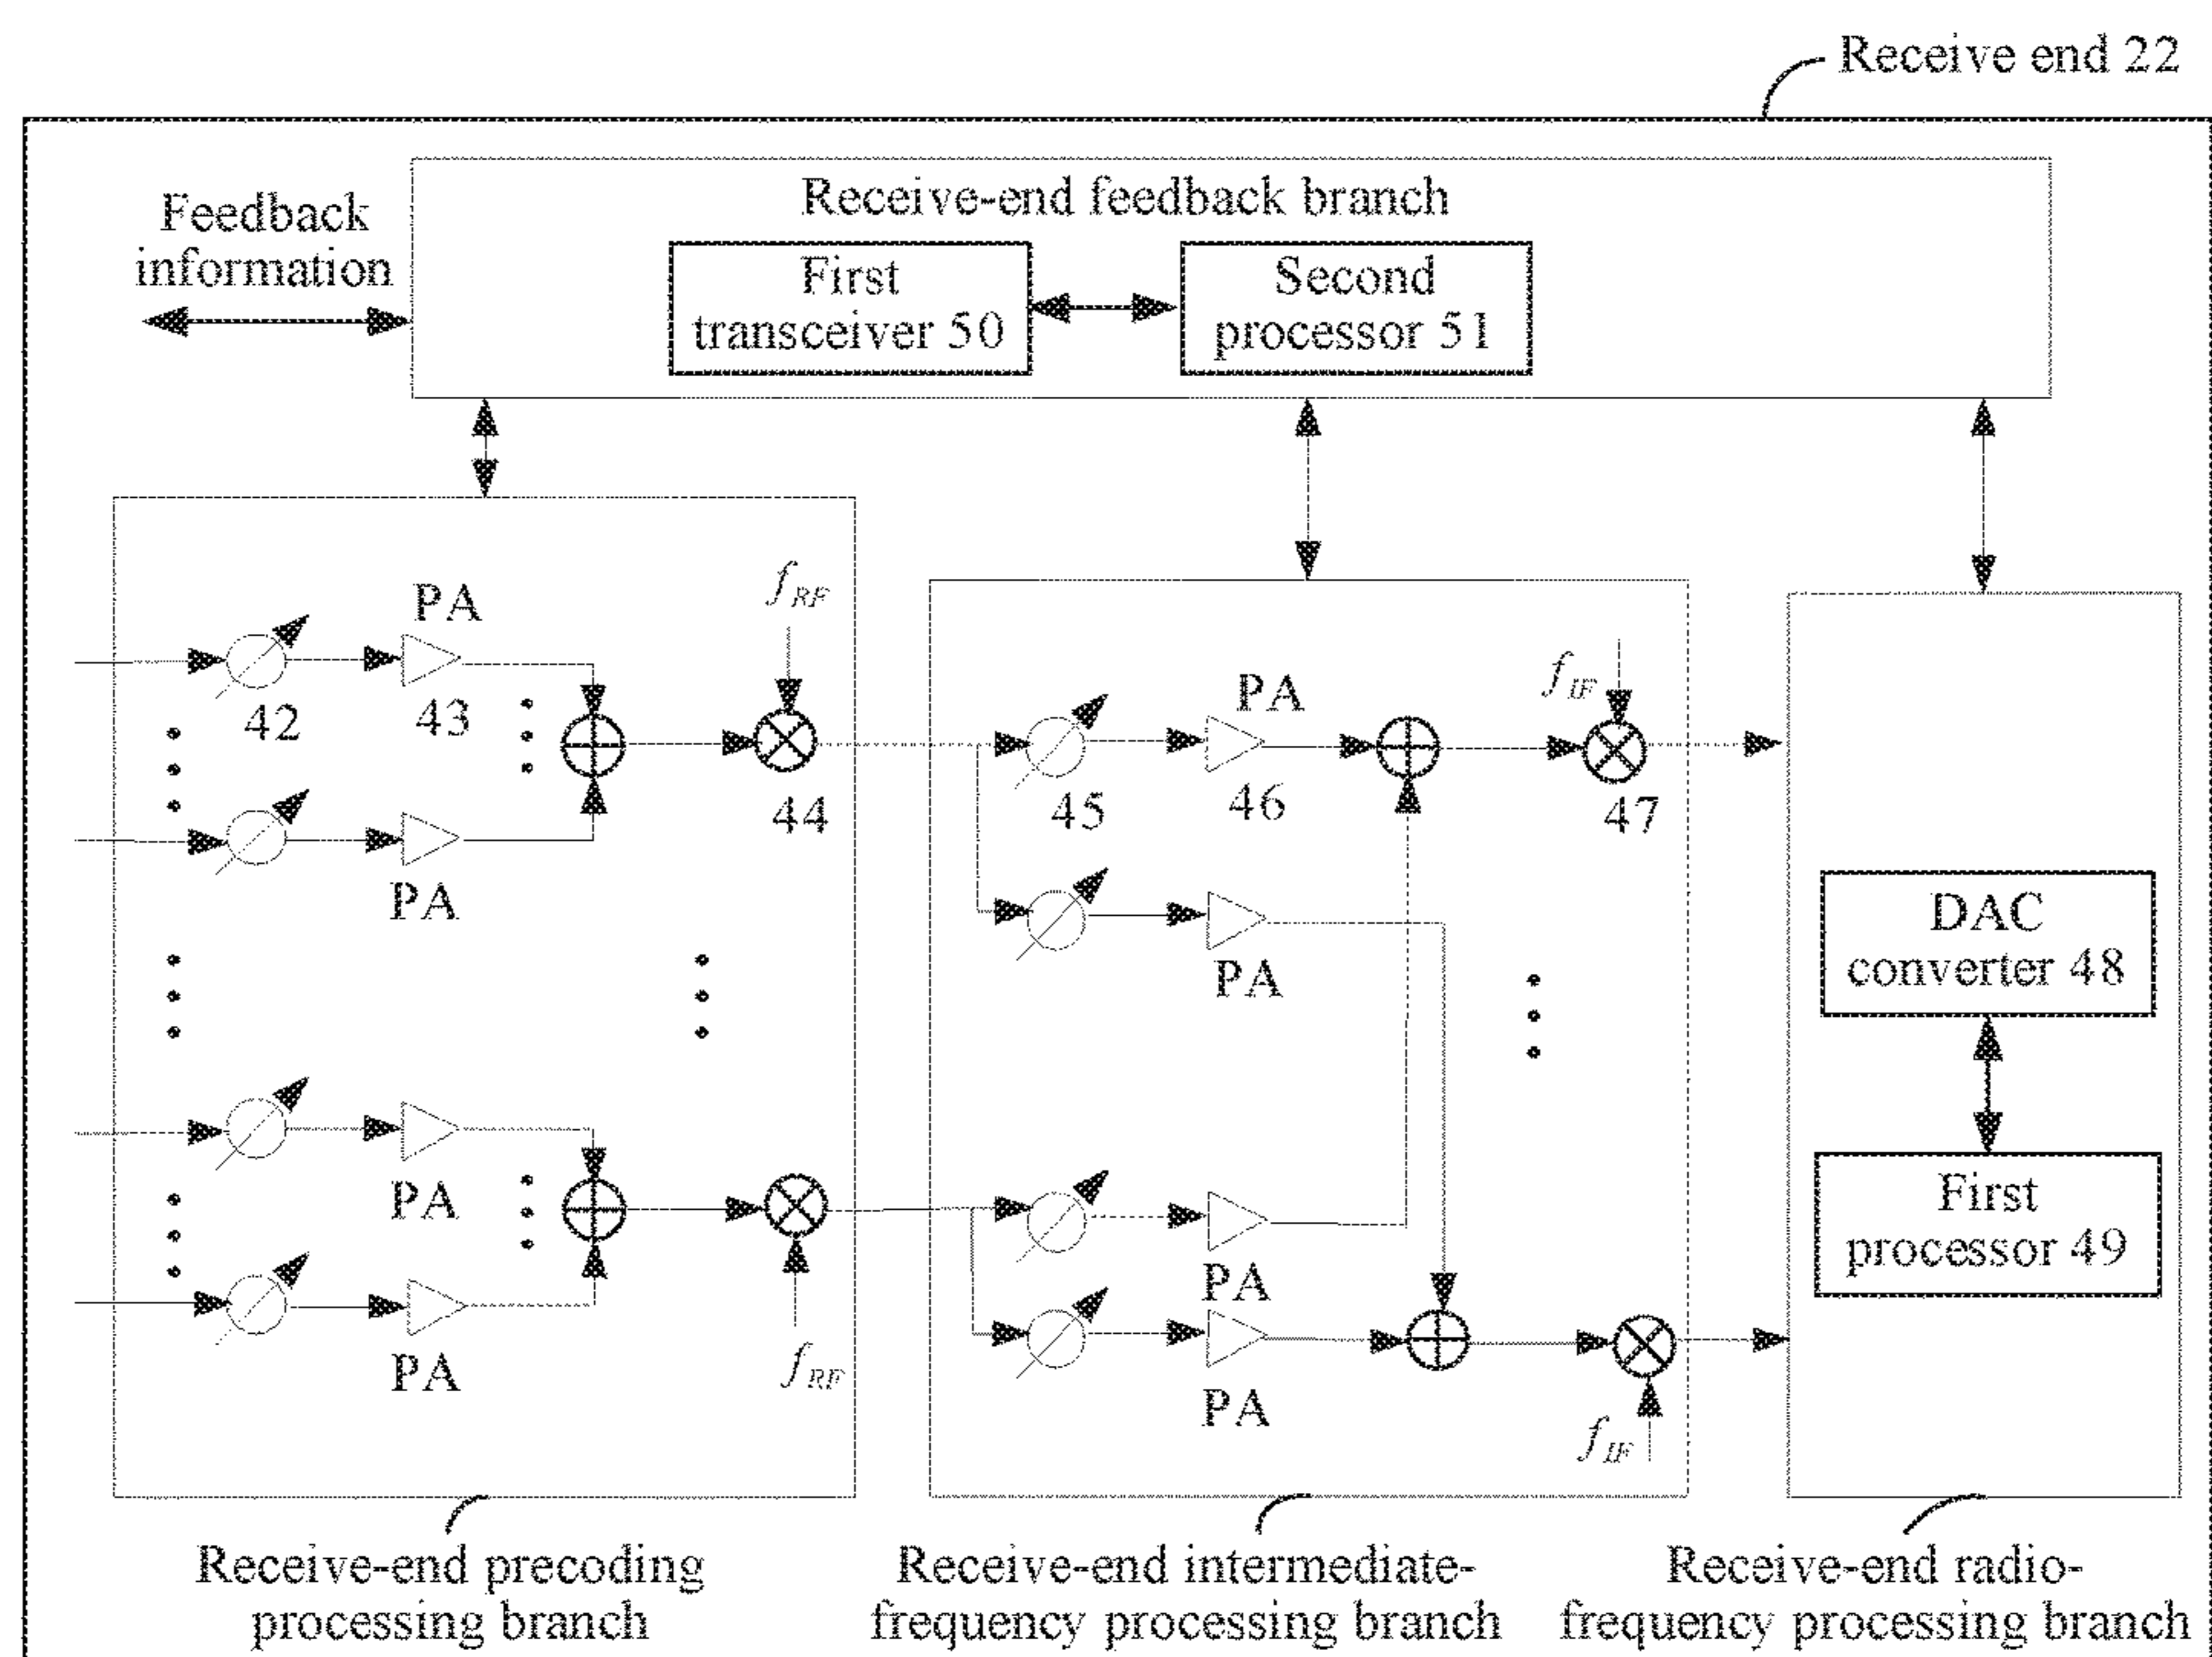 Receive end 22
Feedback
information
Receive-end feedback branch
First
transceiver 50
Second
processor 51
PA
f_RF
42
43
44
PA
PA
f_IF
45
46
47
PA
DAC
converter 48
PA
First
processor 49
PA
PA
f_RF
PA
PA
f_IF
Receive-end precoding
processing branch
Receive-end intermediate-
frequency processing branch
Receive-end radio-
frequency processing branch